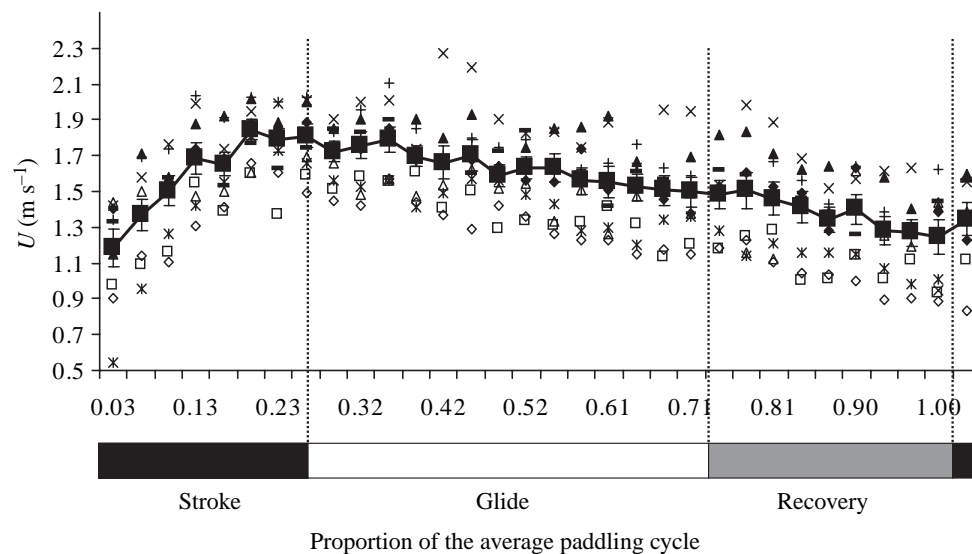 2.3
2.1
1.9
1.7
1.5
1.3
1.1
0.9
0.7
0.5
U (m s⁻¹)
0.03 0.13 0.23 0.32 0.42 0.52 0.61 0.71 0.81 0.90 1.00
Stroke Glide Recovery
Proportion of the average paddling cycle